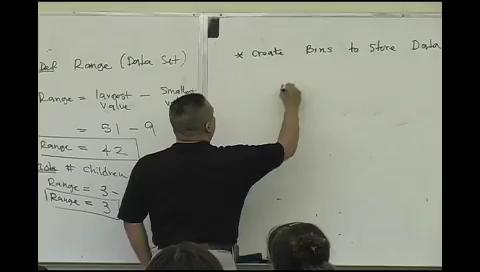 Def Range (Data Set)
Range = largest value - Smallest
= 51 - 9
Range = 42
# children
Range = 3 -
Range = 3
* Create Bins to Store Data